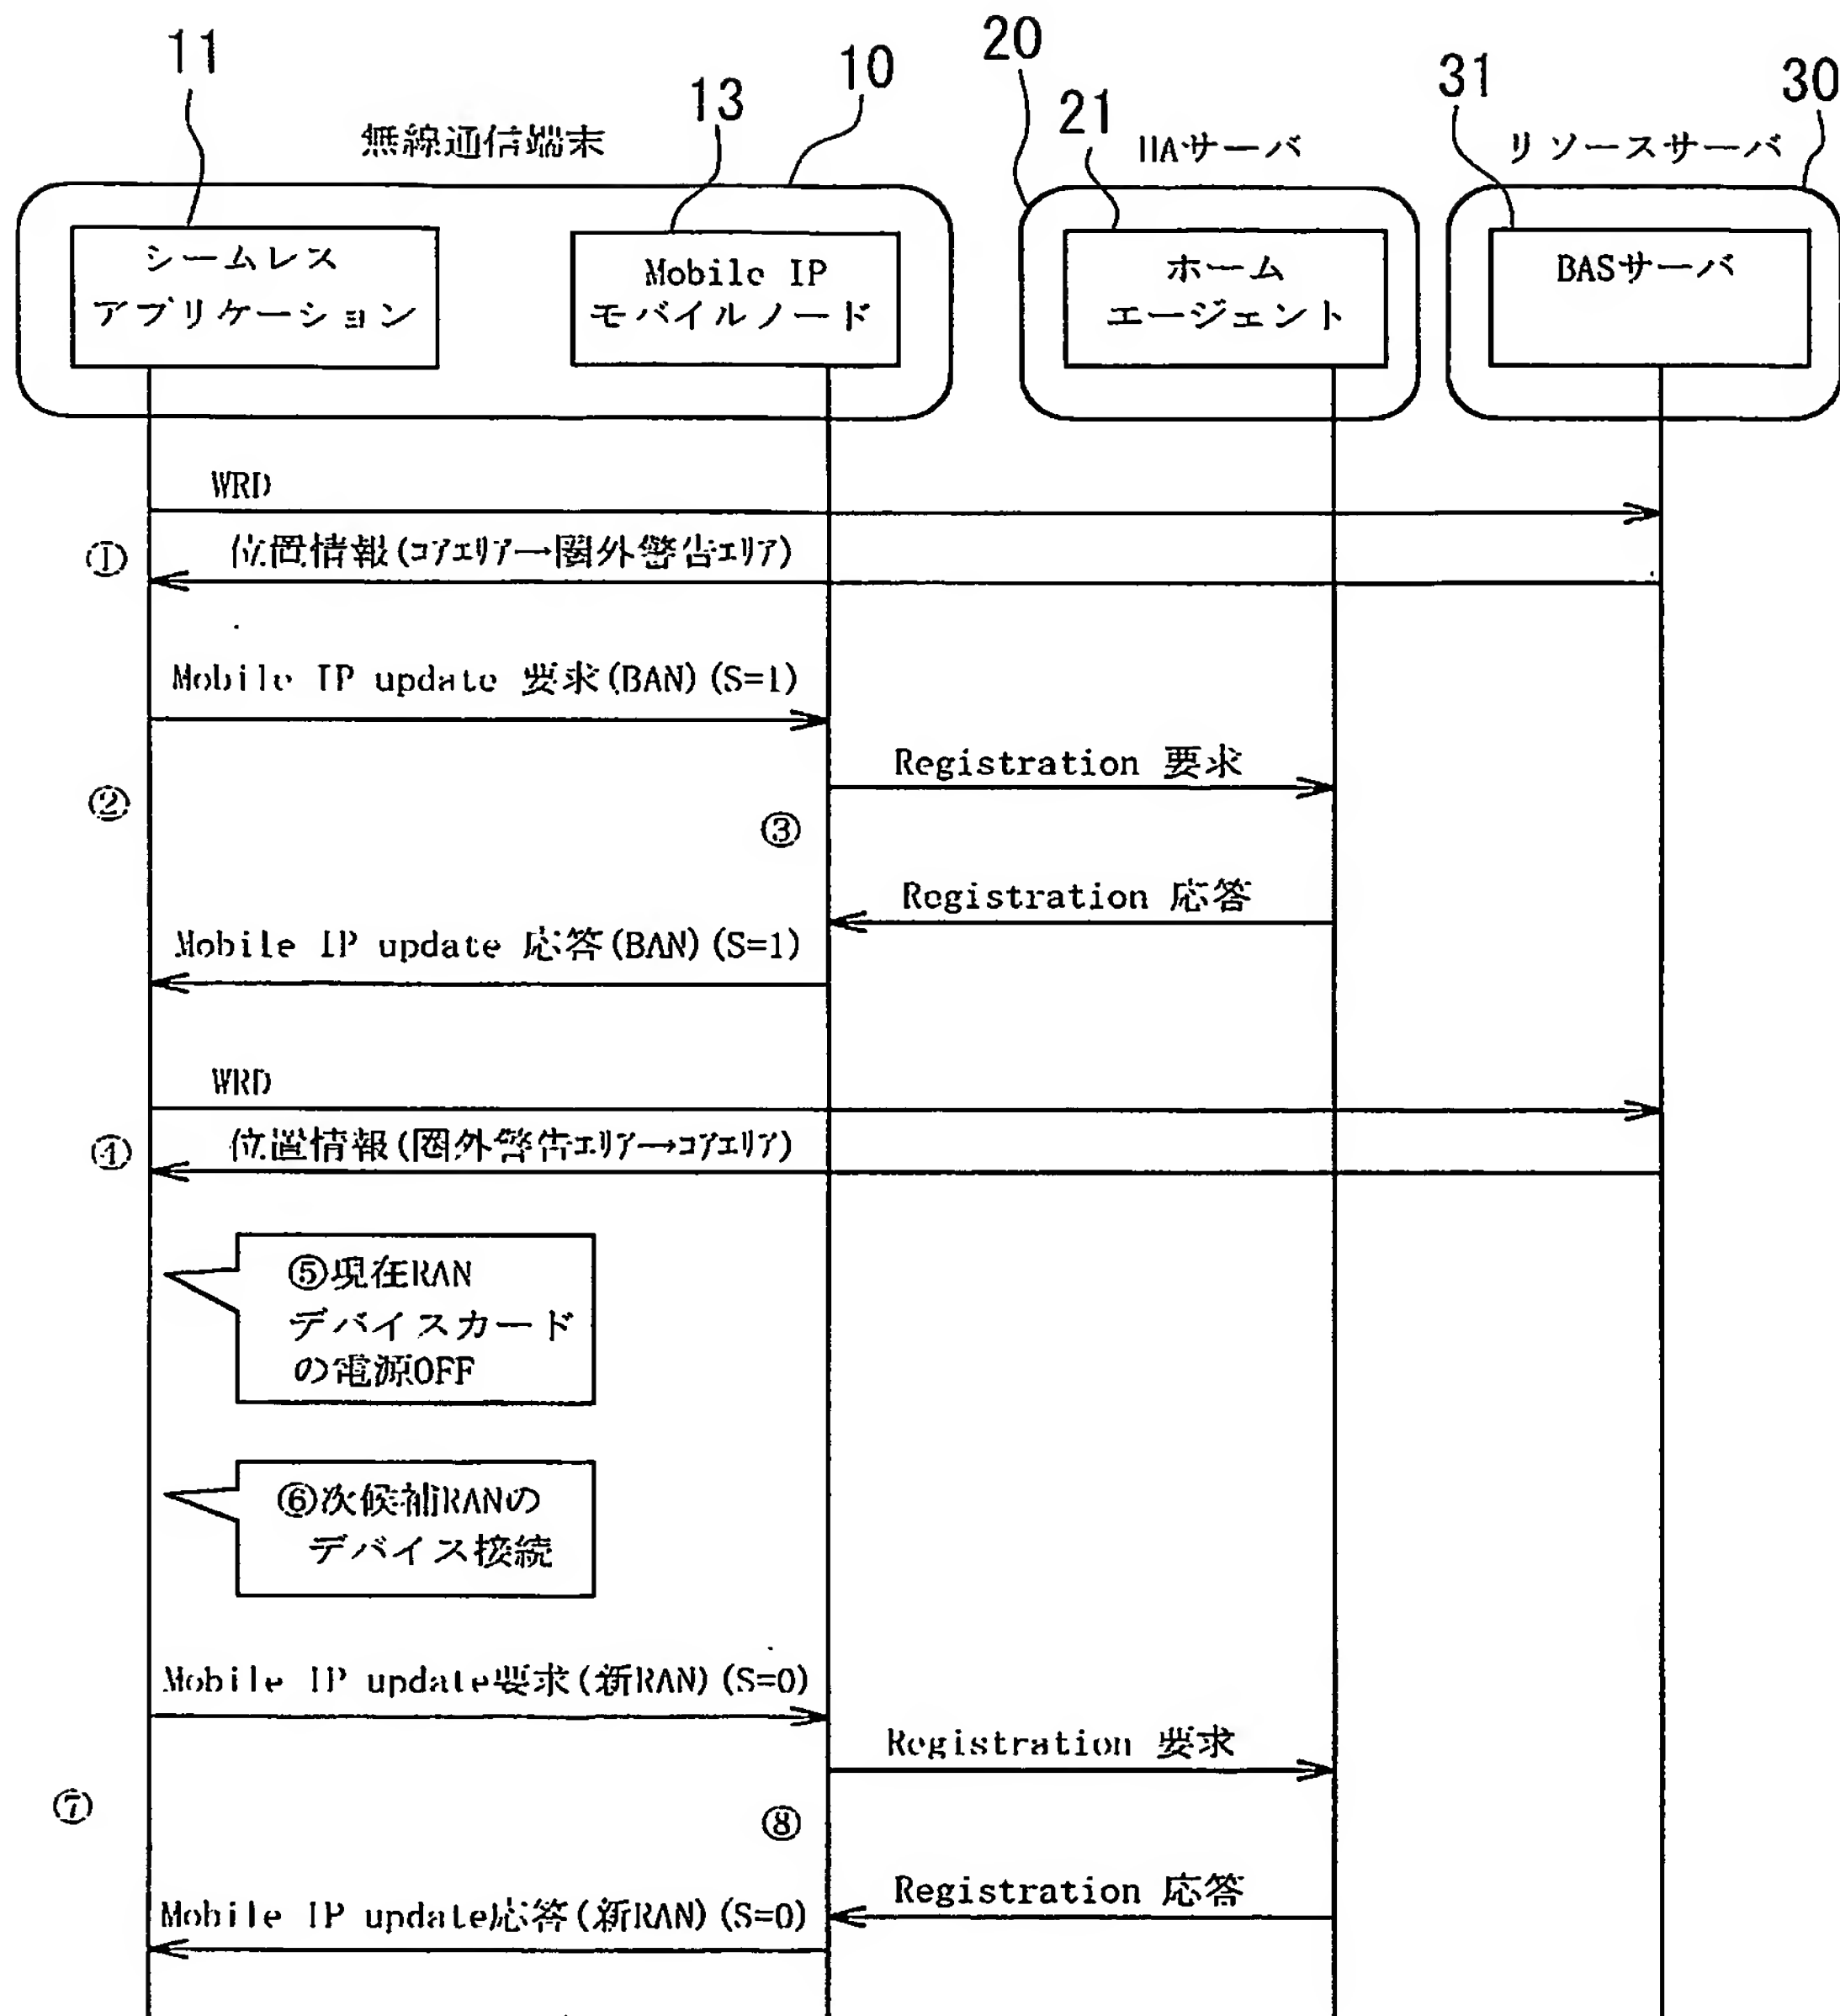 11
13
10
20
21
31
30
無線通信端末
HAサーバ
リソースサーバ
シームレス
アプリケーション
Mobile IP
モバイルノード
ホーム
エージェント
BASサーバ
WRD
① 位置情報(コアエリア→圏外警告エリア)
Mobile IP update 要求(BAN)(S=1)
Registration 要求
②
③
Registration 応答
Mobile IP update 応答(BAN)(S=1)
WRD
④ 位置情報(圏外警告エリア→コアエリア)
⑤現在RAN
デバイスカード
の電源OFF
⑥次候補RANの
デバイス接続
Mobile IP update要求(新RAN)(S=0)
Registration 要求
⑦
⑧
Registration 応答
Mobile IP update応答(新RAN)(S=0)